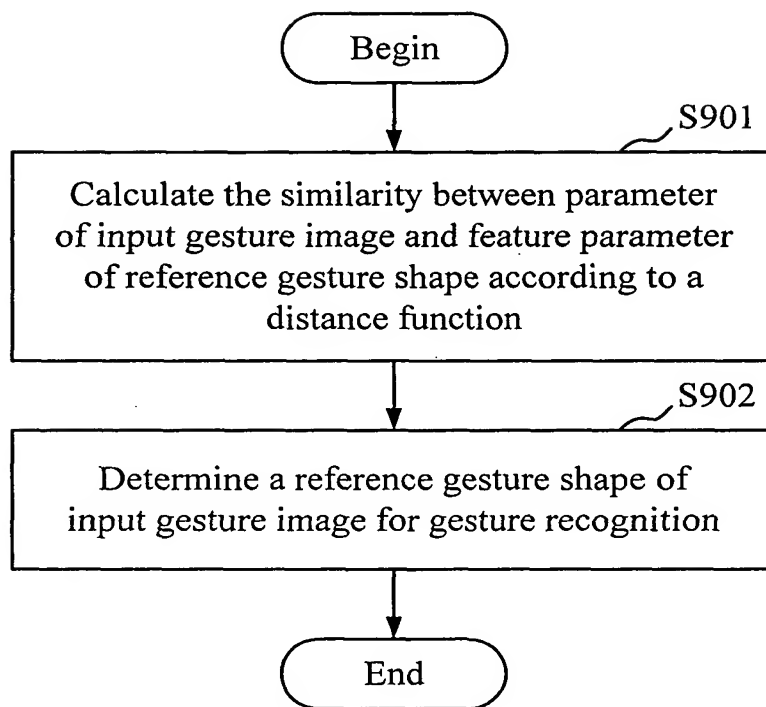 Begin
S901
Calculate the similarity between parameter
of input gesture image and feature parameter
of reference gesture shape according to a
distance function
S902
Determine a reference gesture shape of
input gesture image for gesture recognition
End